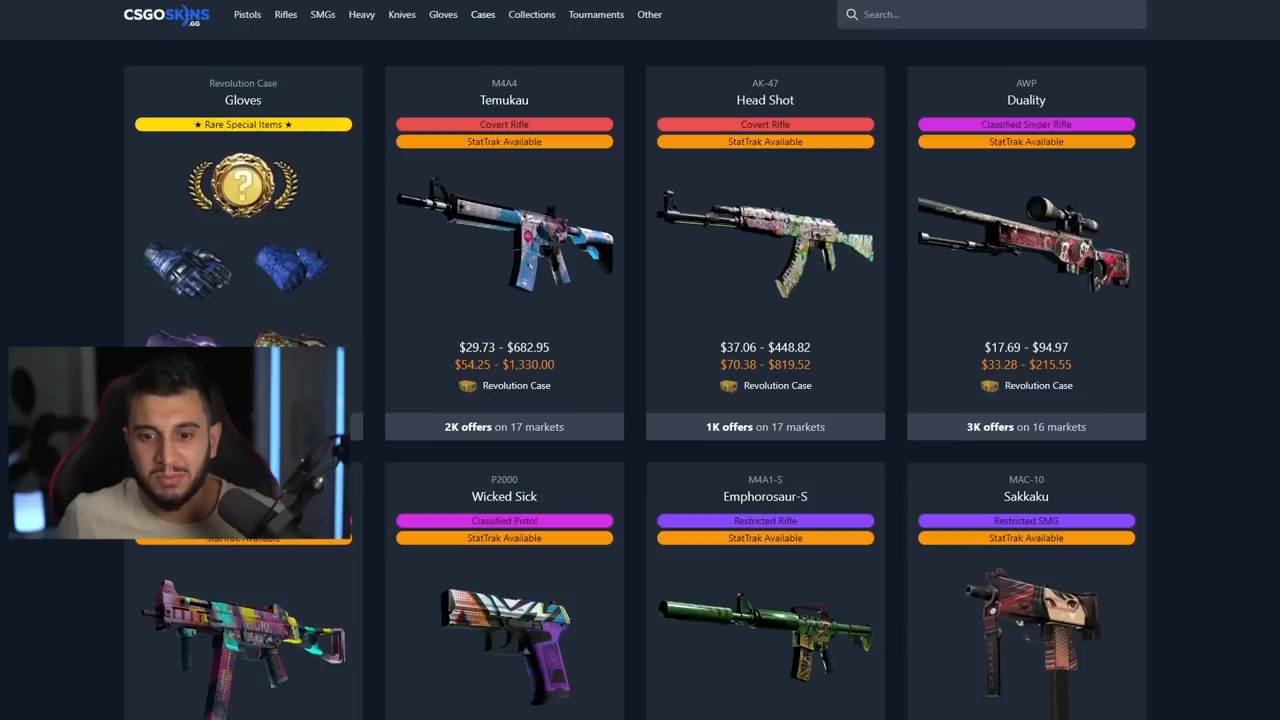 CSGOSKINS
.GG
Pistols Rifles SMGs Heavy Knives Gloves Cases Collections Tournaments Other
Search...
Revolution Case
Gloves
★ Rare Special Items ★
M4A4
Temukau
Covert Rifle
StatTrak Available
$29.73 - $682.95
$54.25 - $1,330.00
Revolution Case
2K offers on 17 markets
AK-47
Head Shot
Covert Rifle
StatTrak Available
$37.06 - $448.82
$70.38 - $819.52
Revolution Case
1K offers on 17 markets
AWP
Duality
Classified Sniper Rifle
StatTrak Available
$17.69 - $94.97
$33.28 - $215.55
Revolution Case
3K offers on 16 markets
StatTrak Available
P2000
Wicked Sick
Classified Pistol
StatTrak Available
M4A1-S
Emphorosaur-S
Restricted Rifle
StatTrak Available
MAC-10
Sakkaku
Restricted SMG
StatTrak Available